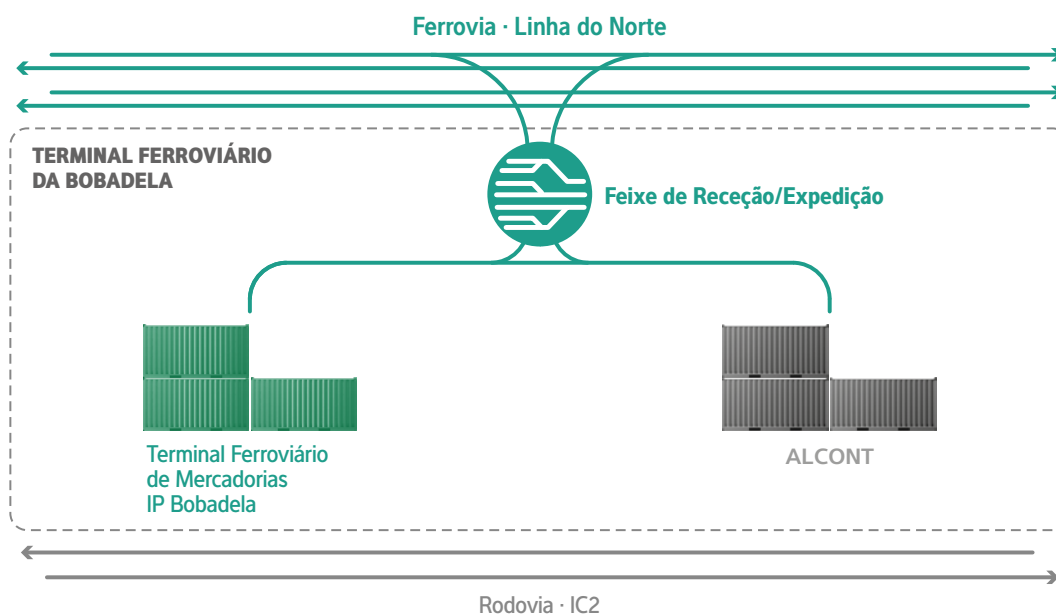 Ferrovia · Linha do Norte
TERMINAL FERROVIÁRIO
DA BOBADELA
Feixe de Receção/Expedição
Terminal Ferroviário
de Mercadorias
IP Bobadela
ALCONT
Rodovia · IC2